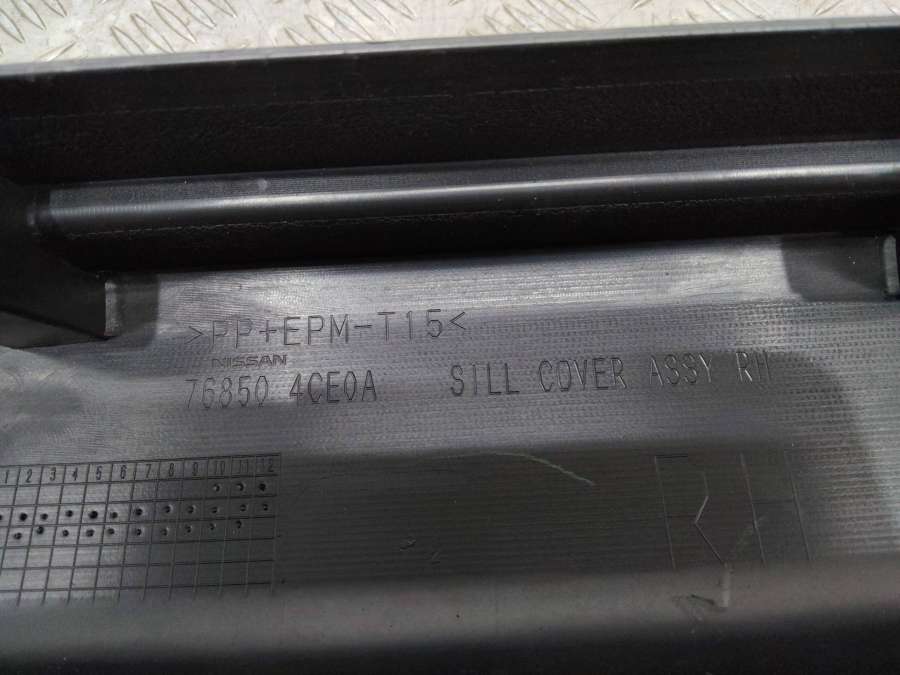 >PP+EPM-T15<
NISSAN
76850 4CE0A SILL COVER ASSY RH
1 2 3 4 5 6 7 8 9 10 11 12
RH